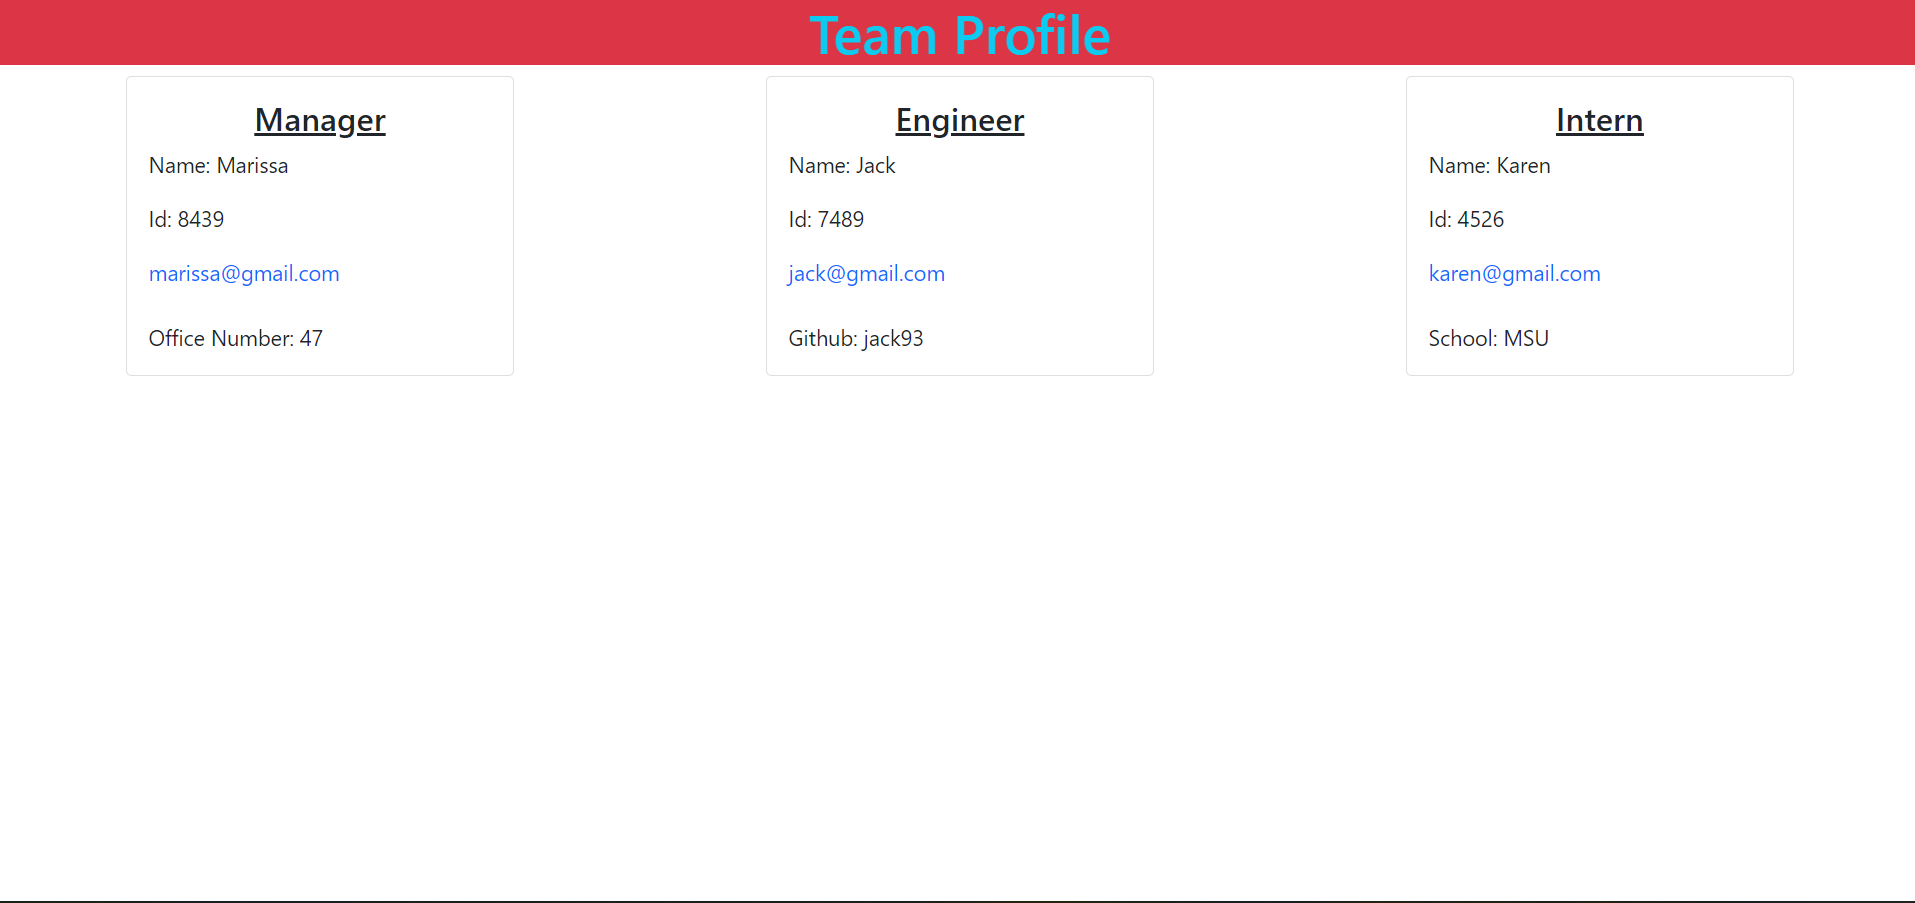 Team Profile
Manager
Name: Marissa
Id: 8439
marissa@gmail.com
Office Number: 47
Engineer
Name: Jack
Id: 7489
jack@gmail.com
Github: jack93
Intern
Name: Karen
Id: 4526
karen@gmail.com
School: MSU